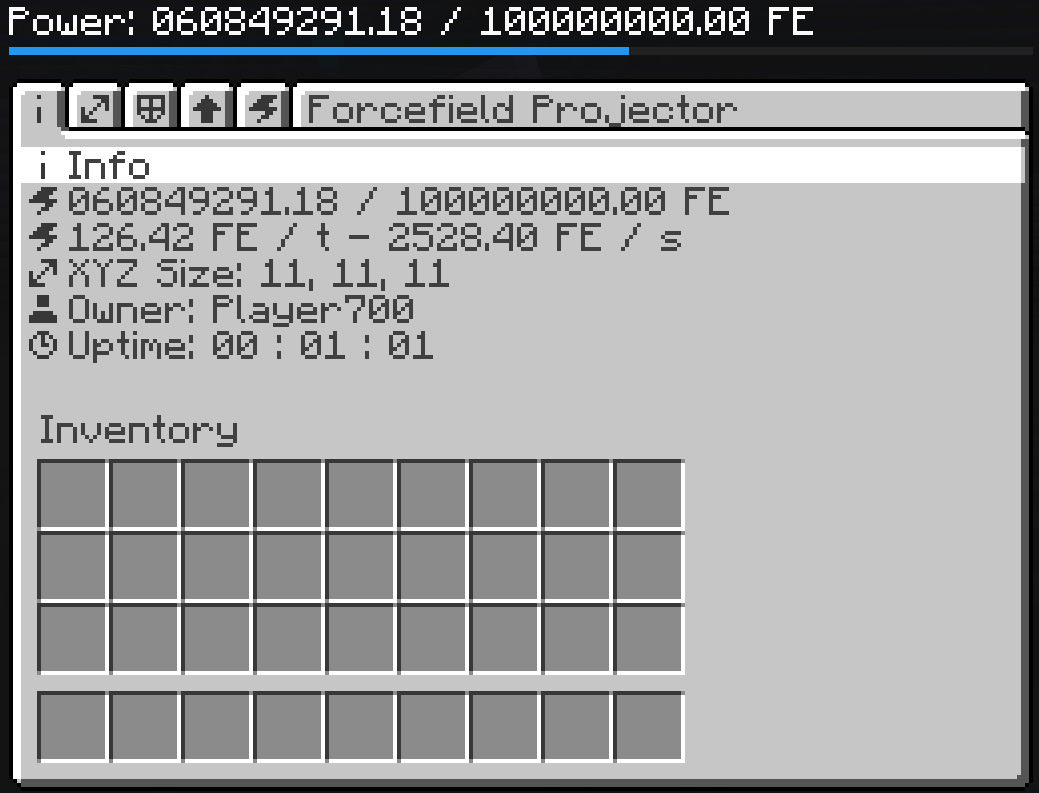 Power: 060849291.18 / 100000000.00 FE
i Forcefield Projector
i Info
060849291.18 / 100000000.00 FE
126.42 FE / t - 2528.40 FE / s
XYZ Size: 11, 11, 11
Owner: Player700
Uptime: 00 : 01 : 01
Inventory